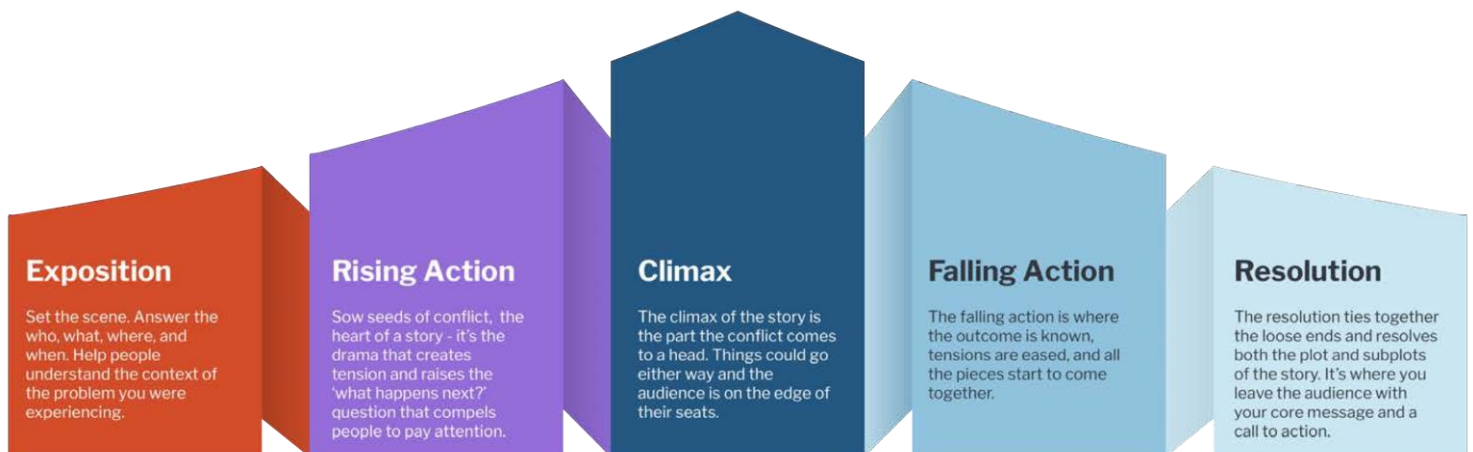 Exposition
Set the scene. Answer the
who, what, where, and
when. Help people
understand the context of
the problem you were
experiencing.
Rising Action
Sow seeds of conflict, the
heart of a story - it's the
drama that creates
tension and raises the
'what happens next?'
question that compels
people to pay attention.
Climax
The climax of the story is
the part the conflict comes
to a head. Things could go
either way and the
audience is on the edge of
their seats.
Falling Action
The falling action is where
the outcome is known,
tensions are eased, and all
the pieces start to come
together.
Resolution
The resolution ties together
the loose ends and resolves
both the plot and subplots
of the story. It's where you
leave the audience with
your core message and a
call to action.